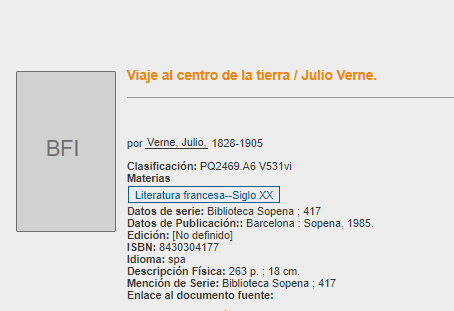 Viaje al centro de la tierra / Julio Verne.
BFI
por Verne, Julio, 1828-1905
Clasificación: PQ2469.A6 V531vi
Materias
Literatura francesa--Siglo XX
Datos de serie: Biblioteca Sopena ; 417
Datos de Publicación:: Barcelona : Sopena, 1985.
Edición: [No definido]
ISBN: 8430304177
Idioma: spa
Descripción Física: 263 p. ; 18 cm.
Mención de Serie: Biblioteca Sopena ; 417
Enlace al documento fuente: